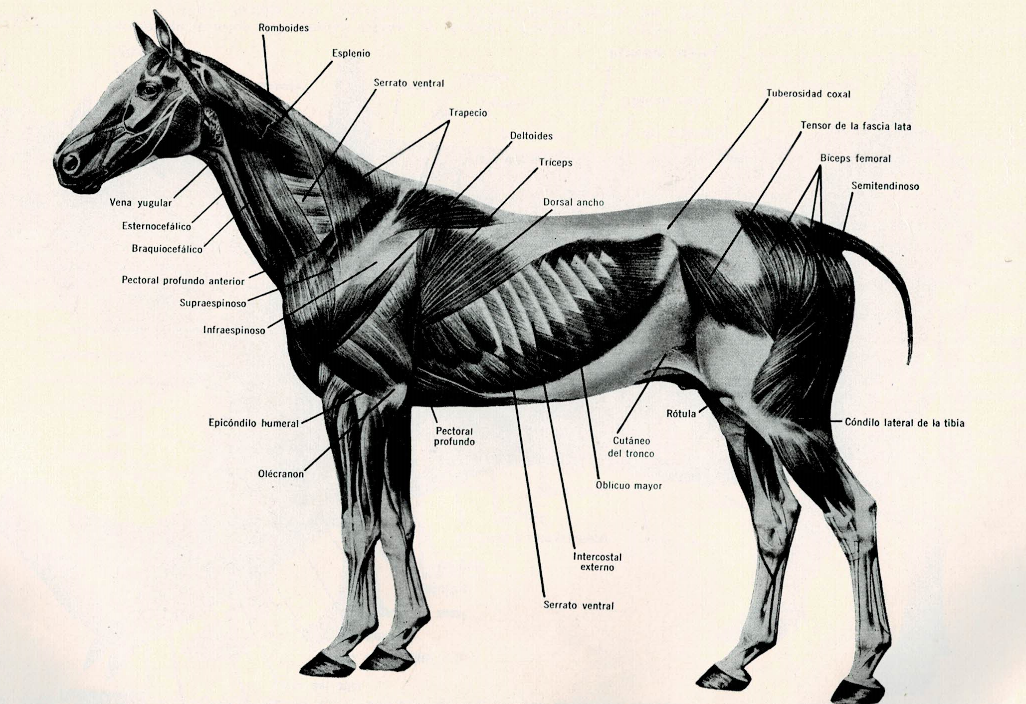 Romboides
Esplenio
Serrato ventral
Trapecio
Deltoides
Tríceps
Dorsal ancho
Tuberosidad coxal
Tensor de la fascia lata
Bíceps femoral
Semitendinoso
Vena yugular
Esternocefálico
Braquiocefálico
Pectoral profundo anterior
Supraespinoso
Infraespinoso
Epicóndilo humeral
Olécranon
Pectoral
profundo
Rótula
Cóndilo lateral de la tibia
Cutáneo
del tronco
Oblicuo mayor
Intercostal
externo
Serrato ventral